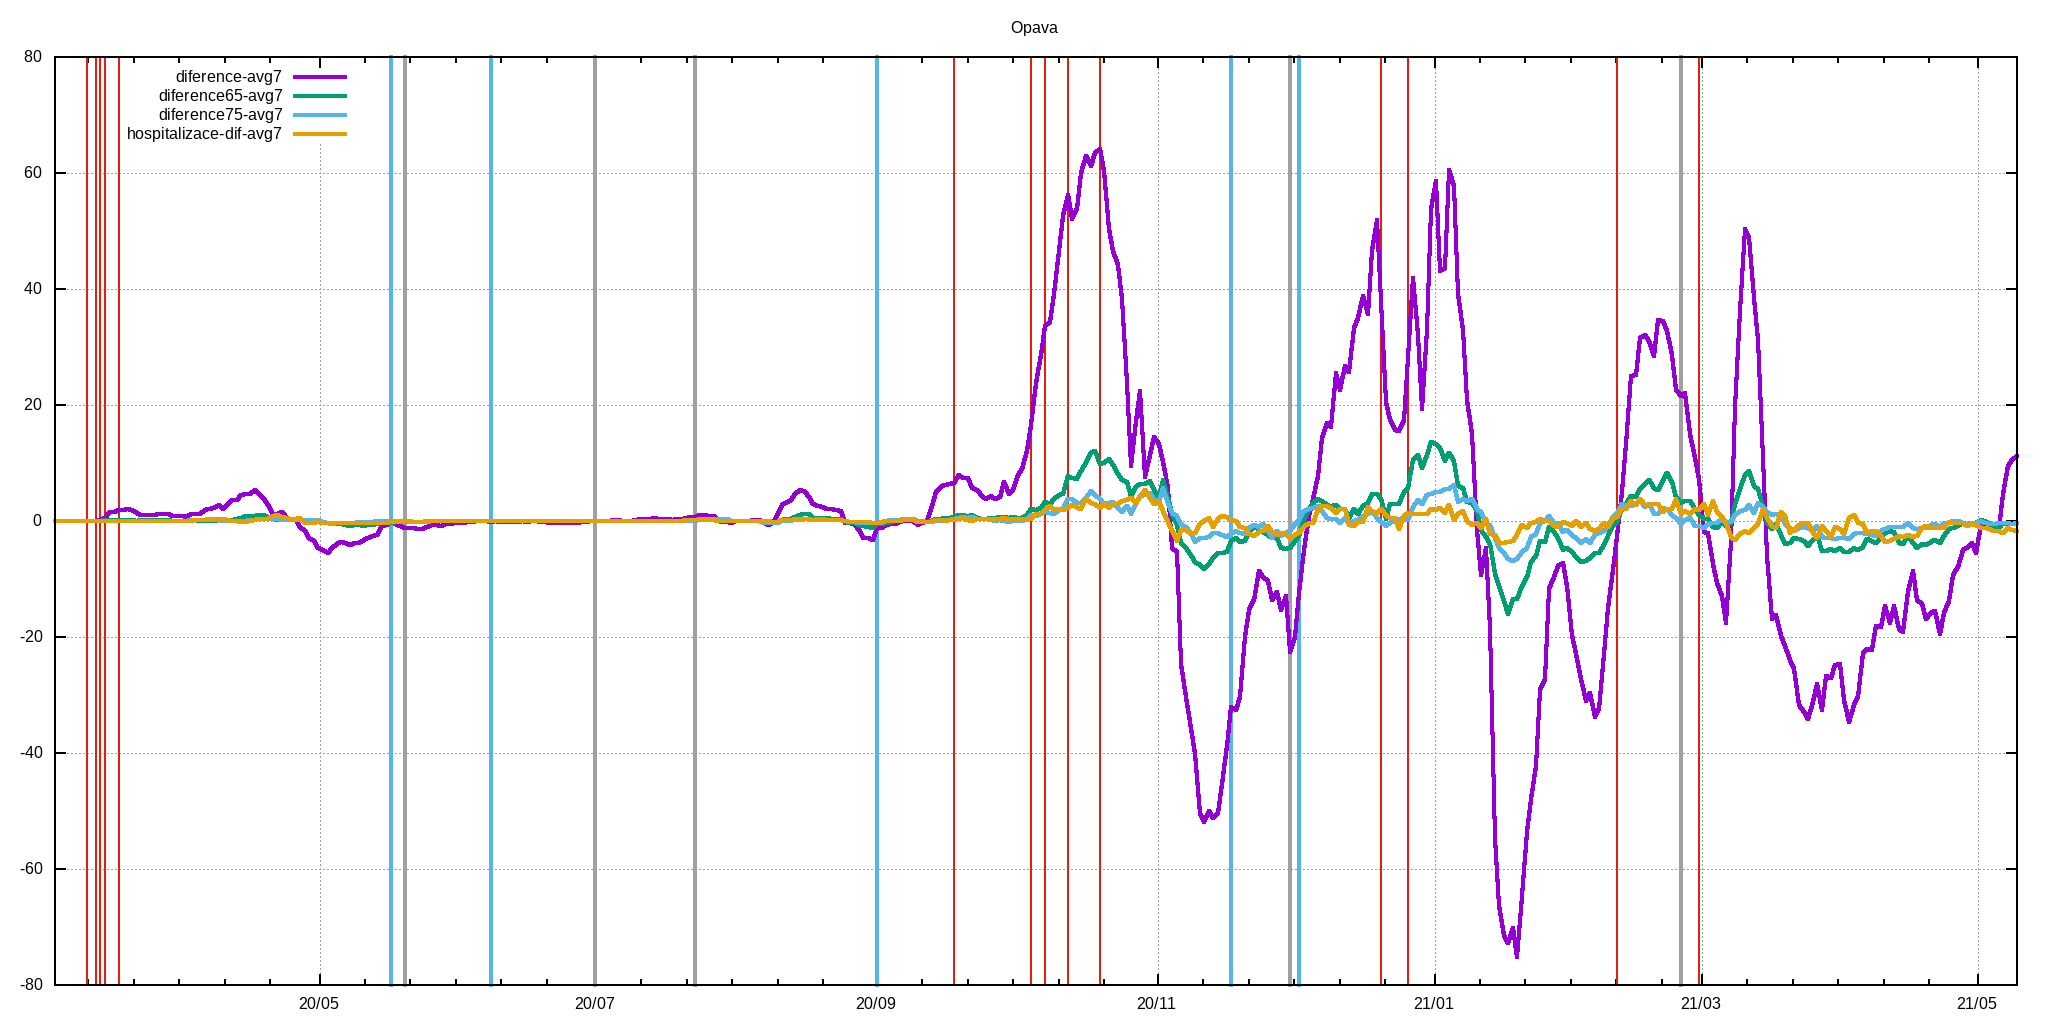 Opava
80
60
40
20
0
-20
-40
-60
-80
diference-avg7
diference65-avg7
diference75-avg7
hospitalizace-dif-avg7
20/05 20/07 20/09 20/11 21/01 21/03 21/05